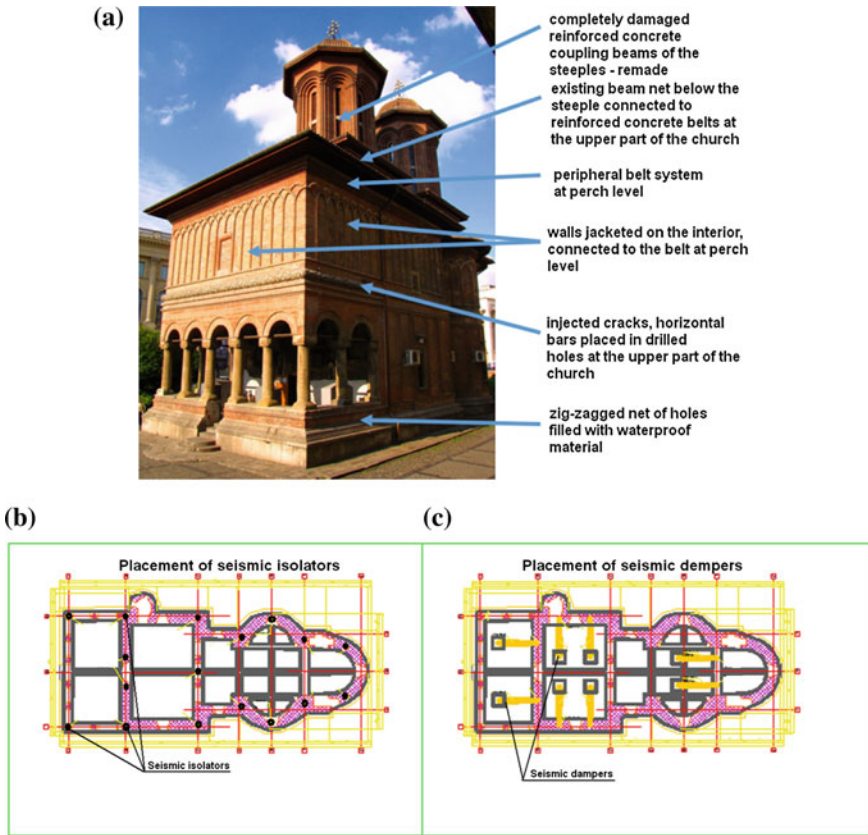 (a)
completely damaged
reinforced concrete
coupling beams of the
steeples - remade
existing beam net below the
steeple connected to
reinforced concrete belts at
the upper part of the church
peripheral belt system
at perch level
walls jacketed on the interior,
connected to the belt at perch
level
injected cracks, horizontal
bars placed in drilled
holes at the upper part of the
church
zig-zagged net of holes
filled with waterproof
material
(b)
Placement of seismic isolators
Seismic isolators
(c)
Placement of seismic dempers
Seismic dampers